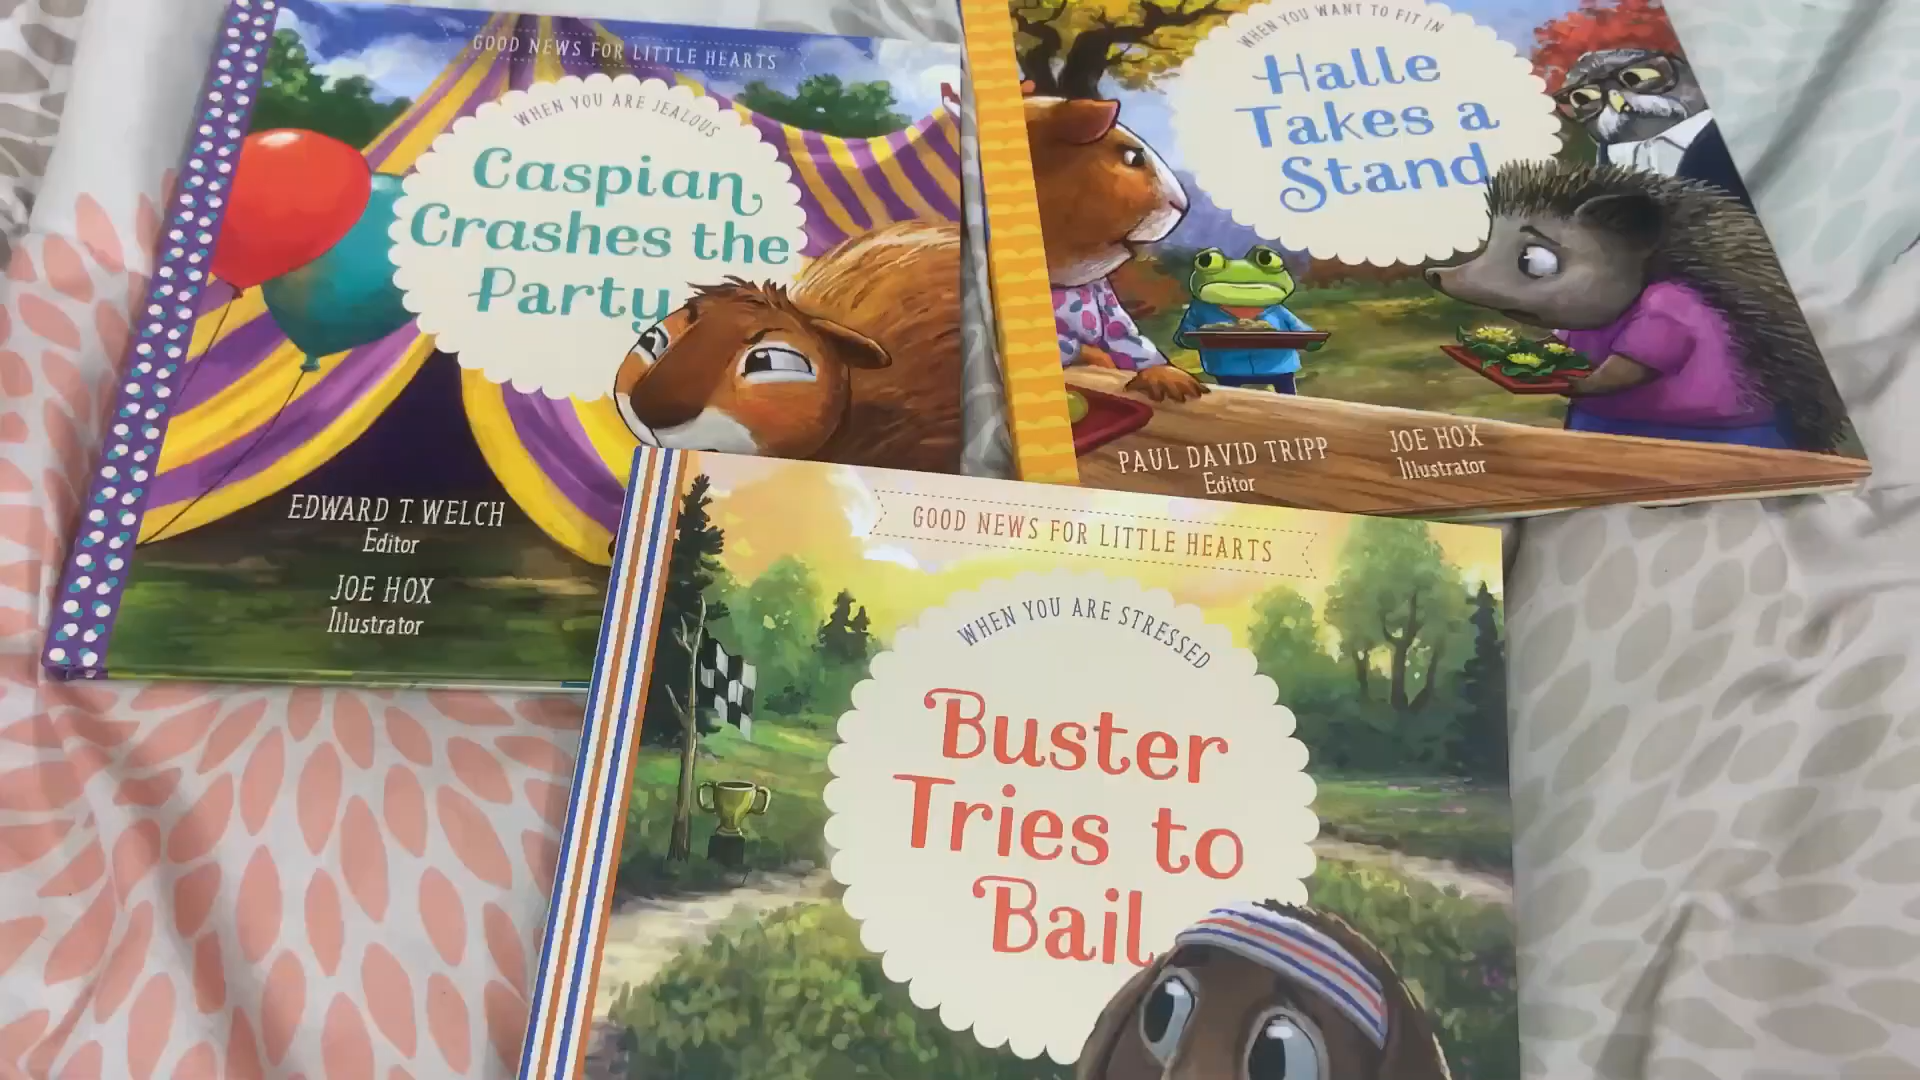 GOOD NEWS FOR LITTLE HEARTS
WHEN YOU ARE JEALOUS
Caspian
Crashes the
Party
EDWARD T. WELCH
Editor
JOE HOX
Illustrator
WHEN YOU WANT TO FIT IN
Halle
Takes a
Stand
PAUL DAVID TRIPP
Editor
JOE HOX
Illustrator
GOOD NEWS FOR LITTLE HEARTS
WHEN YOU ARE STRESSED
Buster
Tries to
Bail